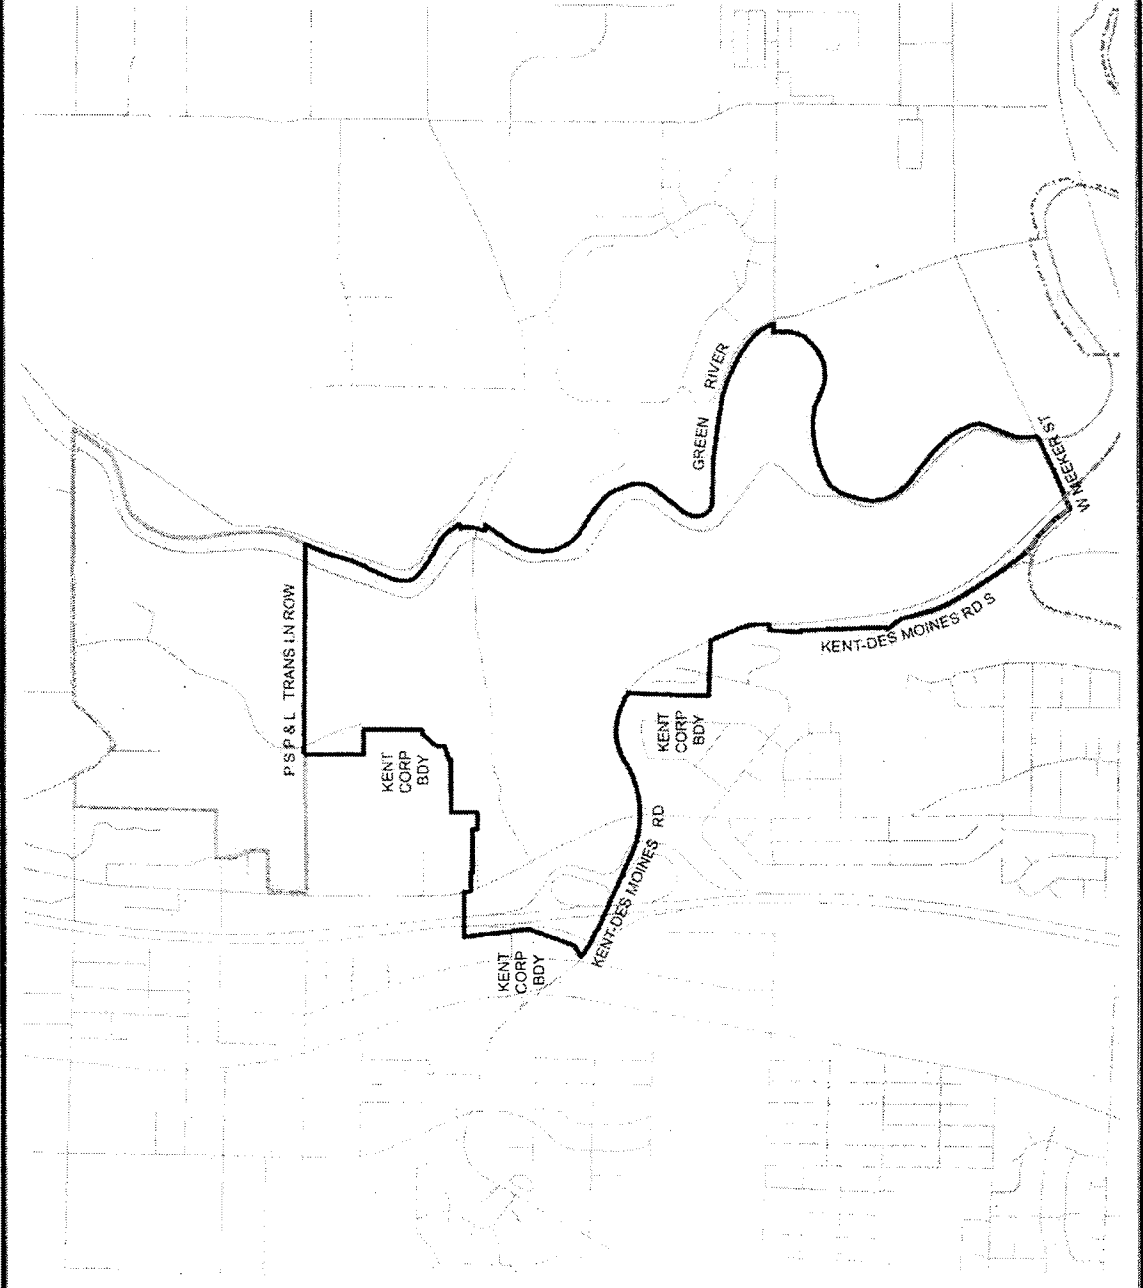 P S P & L TRANS LN ROW
KENT
CORP
BDY
GREEN RIVER
KENT
CORP
BDY
KENT-DES MOINES RD
KENT
CORP
BDY
KENT-DES MOINES RD S
W MEEKER ST